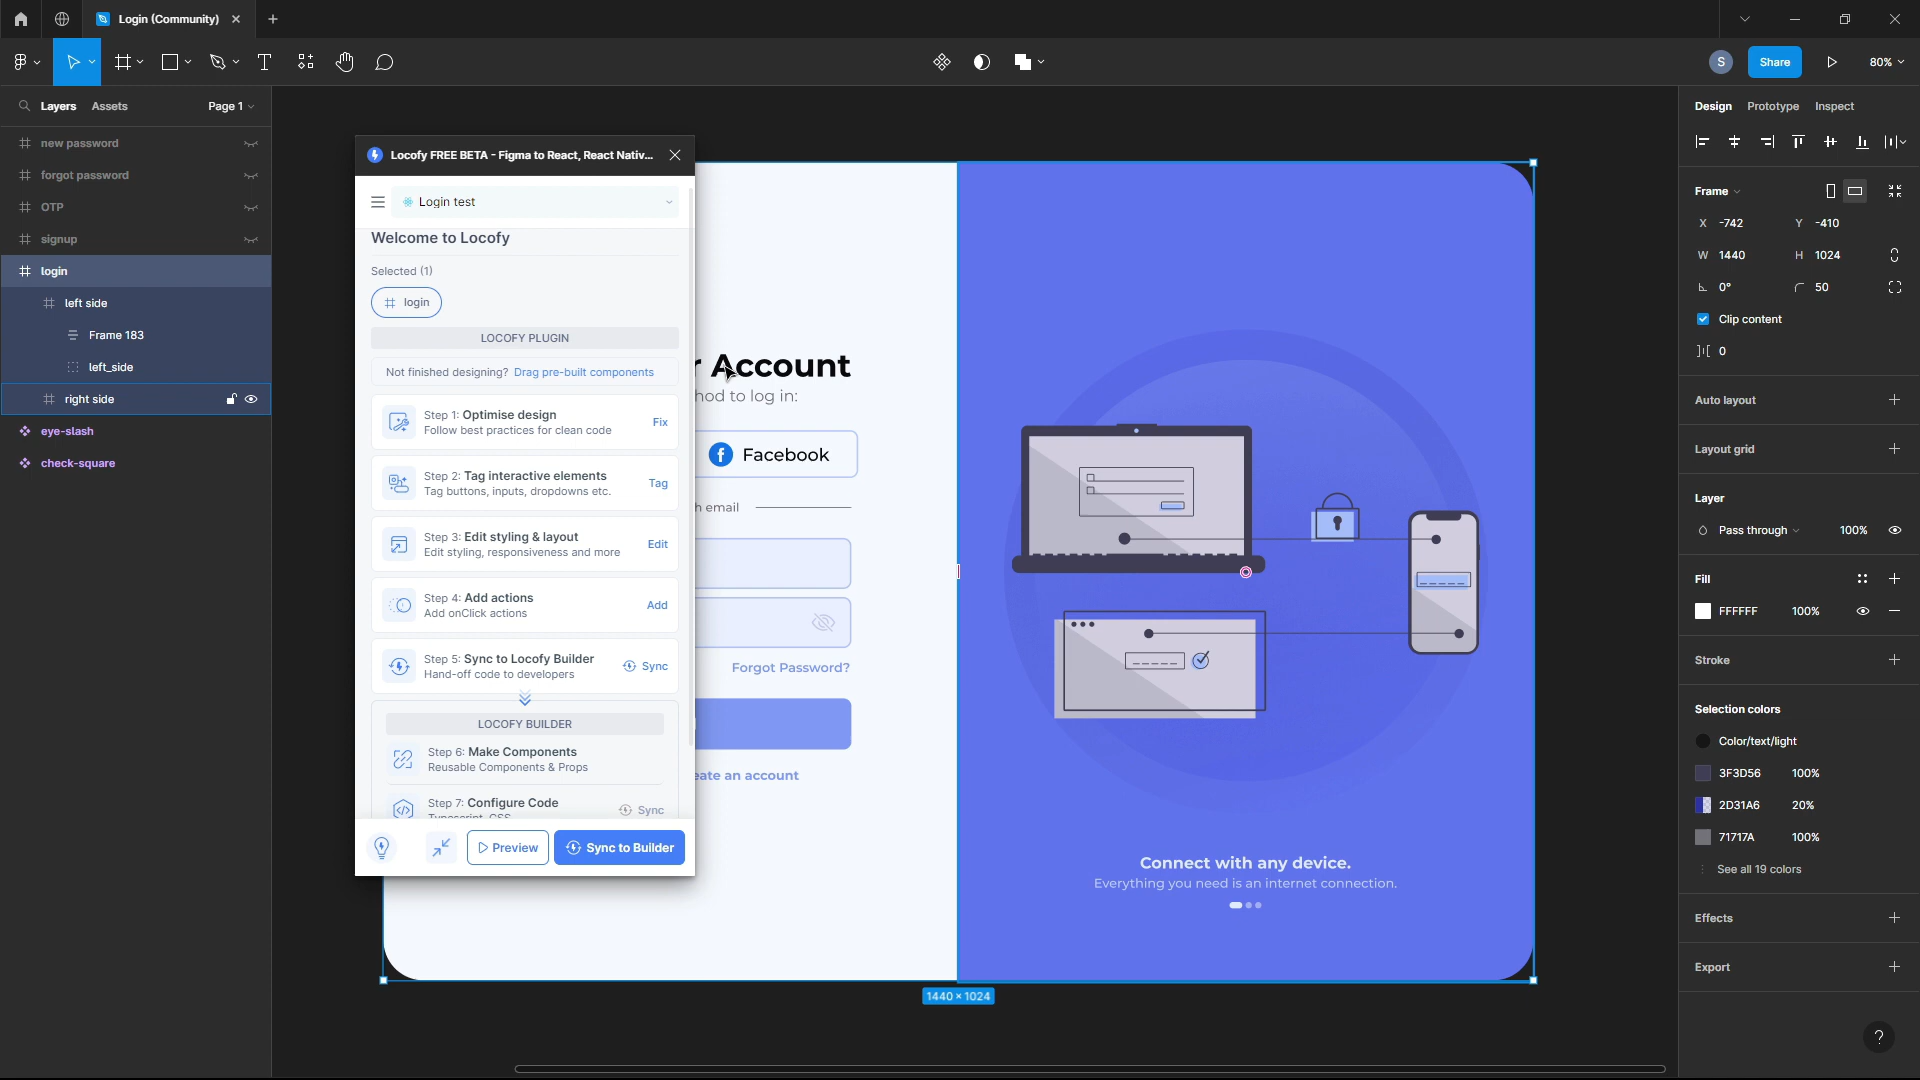 Login (Community)
S
Share
80%
Layers
Assets
Page 1
new password
forgot password
OTP
signup
login
left side
Frame 183
left_side
right side
eye-slash
check-square
Locofy FREE BETA - Figma to React, React Nativ...
Login test
Welcome to Locofy
Selected (1)
login
LOCOFY PLUGIN
Not finished designing? Drag pre-built components
Step 1: Optimise design
Follow best practices for clean code
Fix
Step 2: Tag interactive elements
Tag buttons, inputs, dropdowns etc.
Tag
Step 3: Edit styling & layout
Edit styling, responsiveness and more
Edit
Step 4: Add actions
Add onClick actions
Add
Step 5: Sync to Locofy Builder
Hand-off code to developers
Sync
LOCOFY BUILDER
Step 6: Make Components
Reusable Components & Props
Step 7: Configure Code
Typescript, CSS
Sync
Preview
Sync to Builder
r Account
hod to log in:
Facebook
h email
Forgot Password?
eate an account
Connect with any device.
Everything you need is an internet connection.
1440 × 1024
Design
Prototype
Inspect
Frame
X -742
Y -410
W 1440
H 1024
0°
50
Clip content
0
Auto layout
Layout grid
Layer
Pass through
100%
Fill
FFFFFF
100%
Stroke
Selection colors
Color/text/light
3F3D56
100%
2D31A6
20%
71717A
100%
See all 19 colors
Effects
Export
?